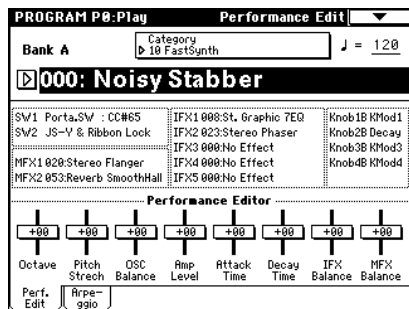 PROGRAM P0:Play Performance Edit
Bank A Category ♩ = 120
10 FastSynth
000: Noisy Stabber
SW1 Porta.SW :CC#65 IFX1 008:St. Graphic 7EQ Knob1B KMod1
SW2 JS-Y & Ribbon Lock IFX2 023:Stereo Phaser Knob2B Decay
IFX3 000:No Effect Knob3B KMod3
MFX1 020:Stereo Flanger IFX4 000:No Effect Knob4B KMod4
MFX2 053:Reverb SmoothHall IFX5 000:No Effect
Performance Editor
+00 +00 +00 +00 +00 +00 +00 +00
Octave Pitch OSC Amp Attack Decay IFX MFX
Strech Balance Level Time Time Balance Balance
Perf. Arpe-
Edit ggio